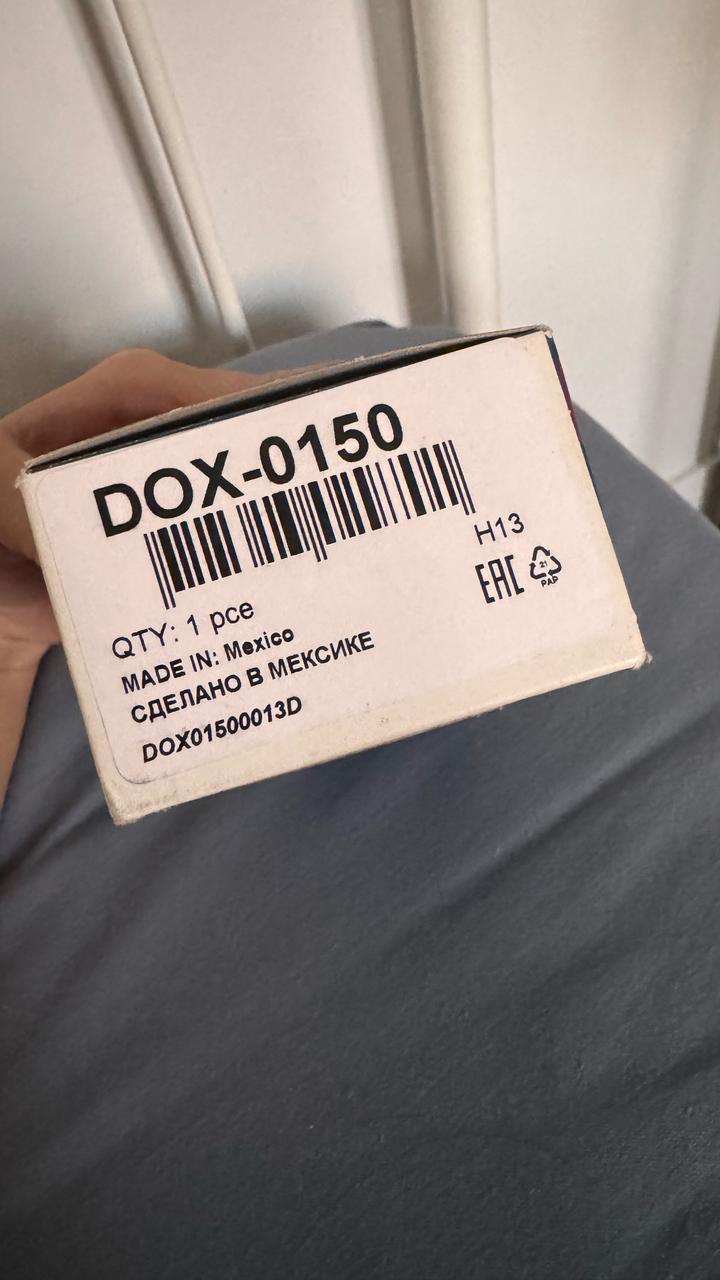 DOX-0150
H13
EAC
21
PAP
QTY: 1 pce
MADE IN: Mexico
СДЕЛАНО В МЕКСИКЕ
DOX01500013D